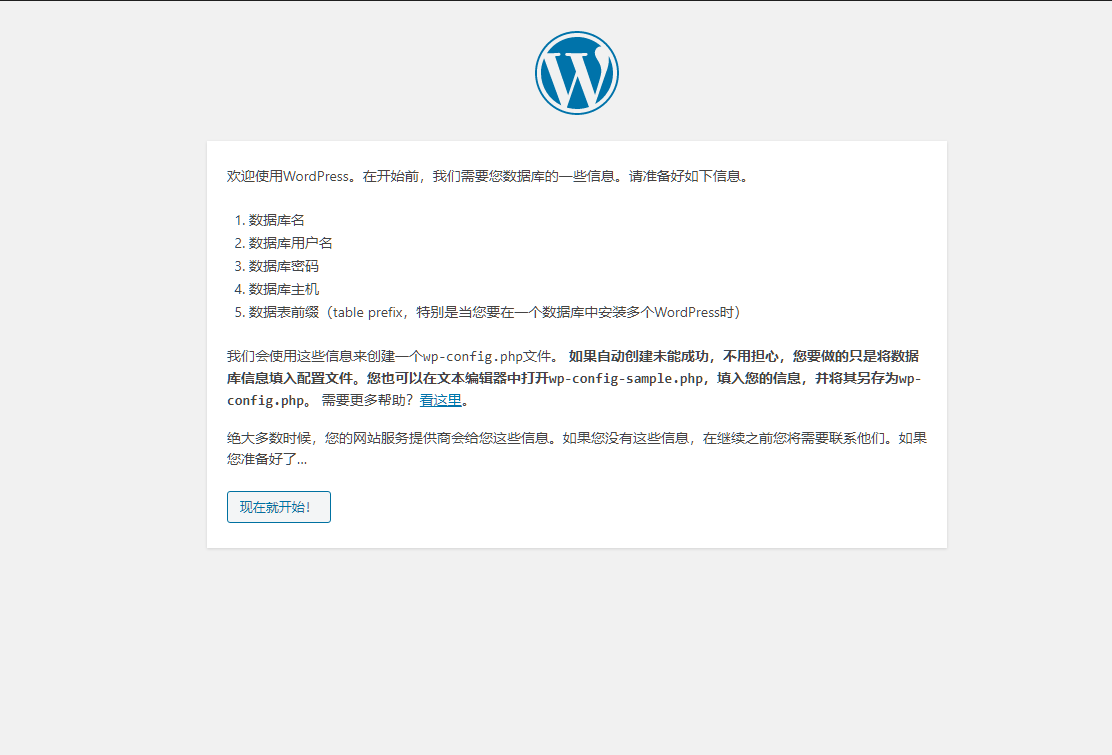 欢迎使用WordPress。在开始前，我们需要您数据库的一些信息。请准备好如下信息。
1. 数据库名
2. 数据库用户名
3. 数据库密码
4. 数据库主机
5. 数据表前缀（table prefix，特别是当您要在一个数据库中安装多个WordPress时）
我们会使用这些信息来创建一个wp-config.php文件。 如果自动创建未能成功，不用担心，您要做的只是将数据
库信息填入配置文件。您也可以在文本编辑器中打开wp-config-sample.php，填入您的信息，并将其另存为wp-
config.php。 需要更多帮助？看这里。
绝大多数时候，您的网站服务提供商会给您这些信息。如果您没有这些信息，在继续之前您将需要联系他们。如果
您准备好了…
现在就开始！